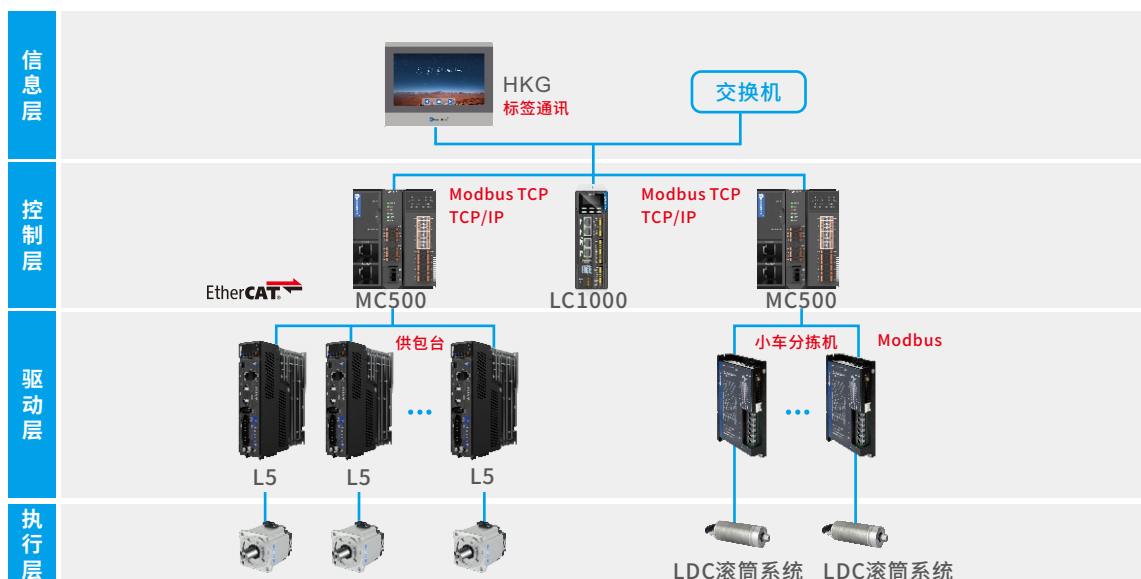 信息层
HKG
标签通讯
交换机
控制层
Modbus TCP
TCP/IP
Modbus TCP
TCP/IP
EtherCAT
MC500
LC1000
MC500
驱动层
供包台
小车分拣机
Modbus
...
...
L5
L5
L5
执行层
LDC滚筒系统
LDC滚筒系统